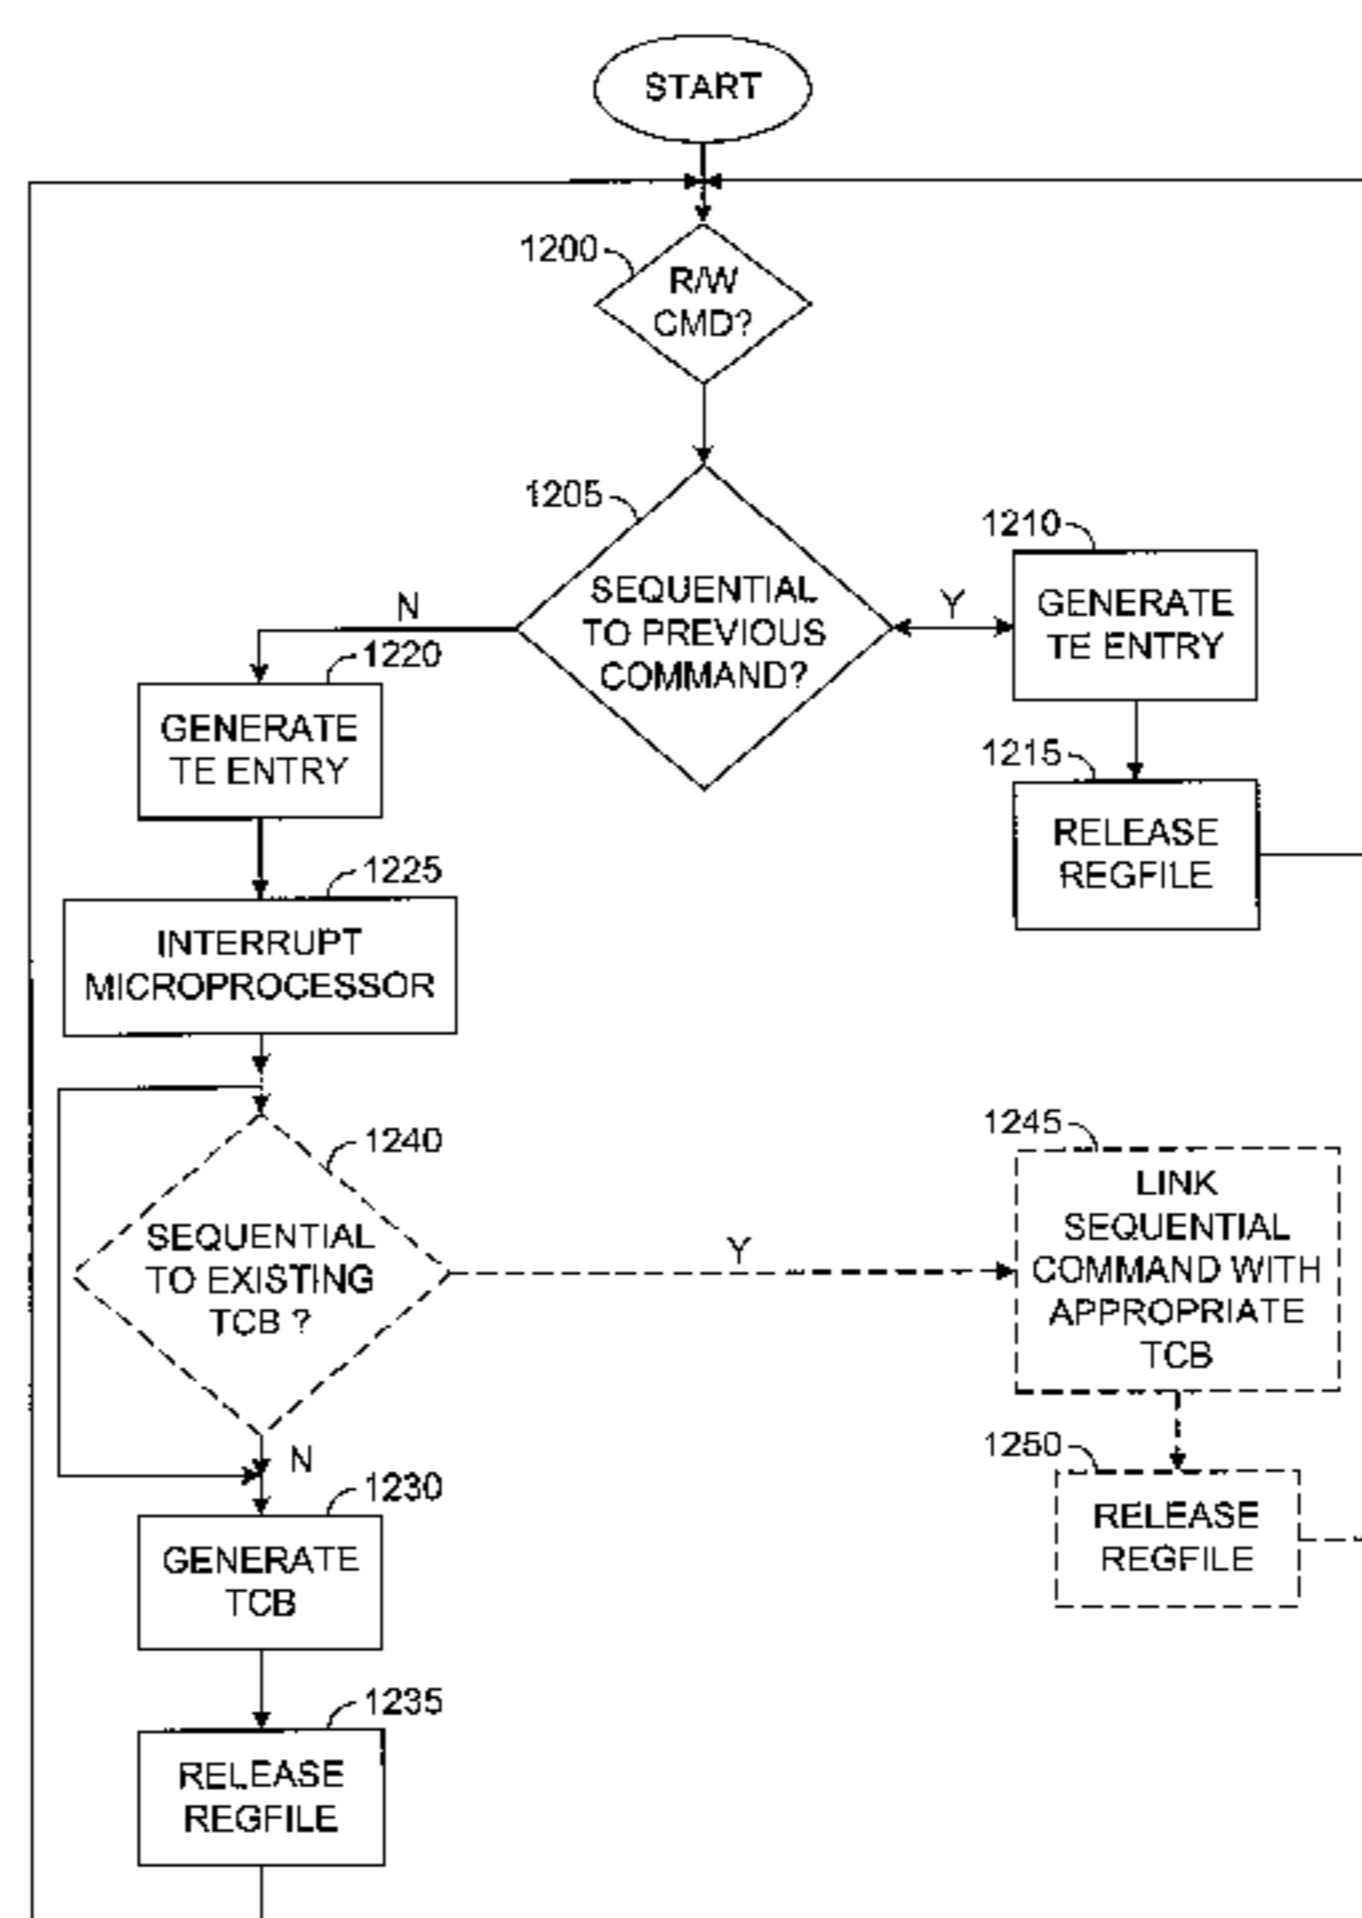 START
1200
R/W
CMD?
1205
SEQUENTIAL
TO PREVIOUS
COMMAND?
N
Y
1210
GENERATE
TE ENTRY
1215
RELEASE
REGFILE
1220
GENERATE
TE ENTRY
1225
INTERRUPT
MICROPROCESSOR
1240
SEQUENTIAL
TO EXISTING
TCB ?
Y
N
1245
LINK
SEQUENTIAL
COMMAND WITH
APPROPRIATE
TCB
1250
RELEASE
REGFILE
1230
GENERATE
TCB
1235
RELEASE
REGFILE